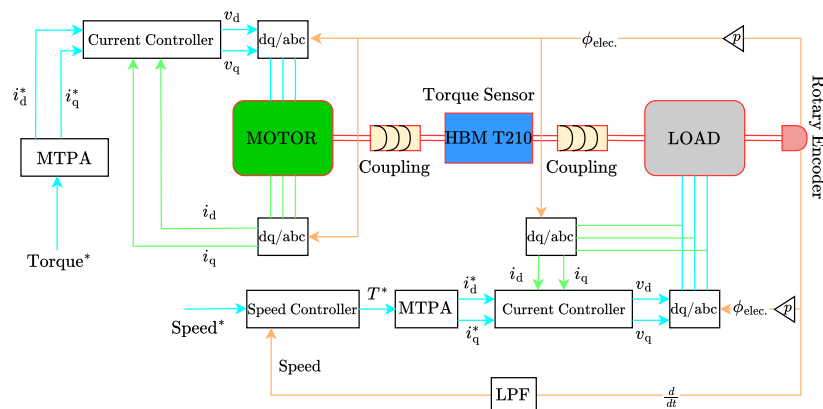 v_d
Current Controller
dq/abc
ϕ_elec.
p
v_q
i_d^*
i_q^*
Torque Sensor
Rotary Encoder
MOTOR
HBM T210
LOAD
MTPA
Coupling
Coupling
i_d
dq/abc
dq/abc
i_q
Torque*
i_d
i_q
T*
i_d^*
v_d
Speed Controller
MTPA
Current Controller
dq/abc
ϕ_elec.
p
Speed*
i_q^*
v_q
Speed
LPF
d/dt